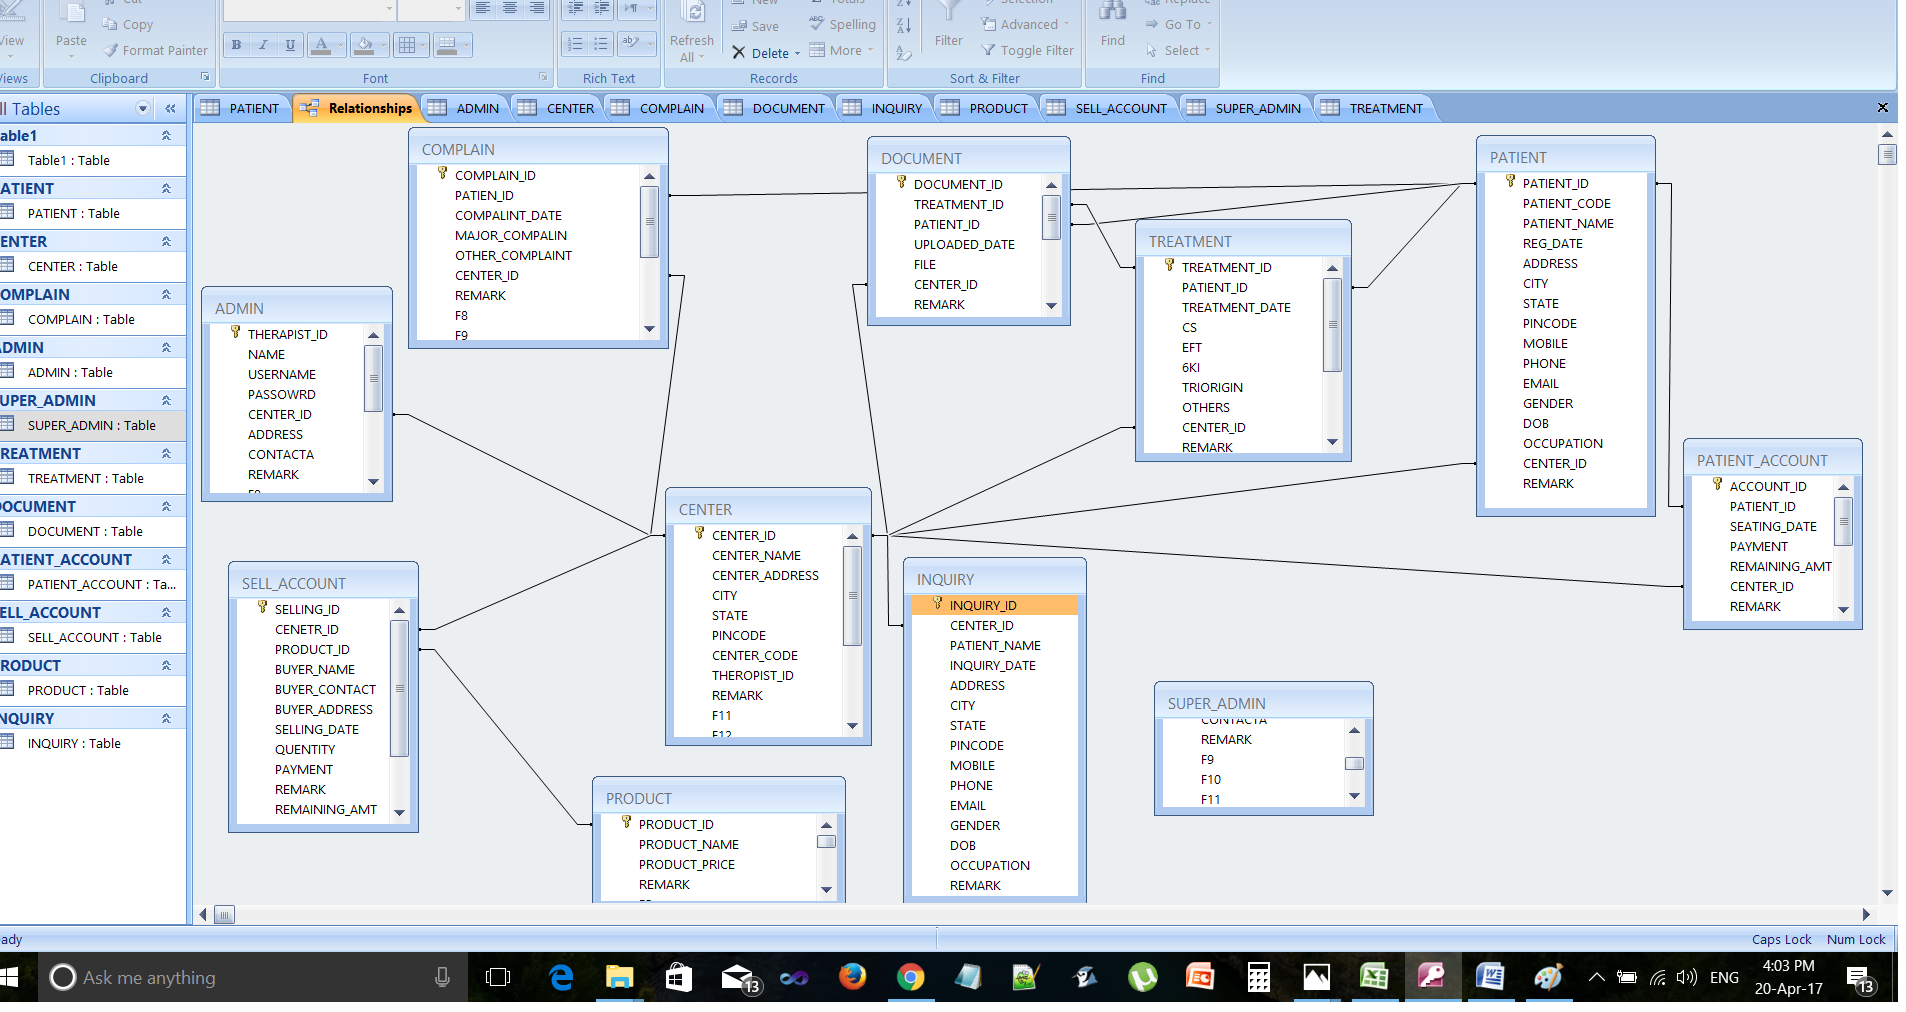 Cut
New
Totals
Selection
Replace
View
Paste
Copy
Save
Spelling
Advanced
Go To
Format Painter
B I U A
Refresh
All
Delete
More
Filter
Toggle Filter
Find
Select
Views
Clipboard
Font
Rich Text
Records
Sort & Filter
Find
ll Tables
PATIENT
Relationships
ADMIN
CENTER
COMPLAIN
DOCUMENT
INQUIRY
PRODUCT
SELL_ACCOUNT
SUPER_ADMIN
TREATMENT
able1
Table1 : Table
ATIENT
PATIENT : Table
ENTER
CENTER : Table
OMPLAIN
COMPLAIN : Table
DMIN
ADMIN : Table
UPER_ADMIN
SUPER_ADMIN : Table
REATMENT
TREATMENT : Table
OCUMENT
DOCUMENT : Table
ATIENT_ACCOUNT
PATIENT_ACCOUNT : Ta...
ELL_ACCOUNT
SELL_ACCOUNT : Table
RODUCT
PRODUCT : Table
NQUIRY
INQUIRY : Table
COMPLAIN
COMPLAIN_ID
PATIEN_ID
COMPALINT_DATE
MAJOR_COMPALIN
OTHER_COMPLAINT
CENTER_ID
REMARK
F8
F9
DOCUMENT
DOCUMENT_ID
TREATMENT_ID
PATIENT_ID
UPLOADED_DATE
FILE
CENTER_ID
REMARK
PATIENT
PATIENT_ID
PATIENT_CODE
PATIENT_NAME
REG_DATE
ADDRESS
CITY
STATE
PINCODE
MOBILE
PHONE
EMAIL
GENDER
DOB
OCCUPATION
CENTER_ID
REMARK
TREATMENT
TREATMENT_ID
PATIENT_ID
TREATMENT_DATE
CS
EFT
6KI
TRIORIGIN
OTHERS
CENTER_ID
REMARK
ADMIN
THERAPIST_ID
NAME
USERNAME
PASSOWRD
CENTER_ID
ADDRESS
CONTACTA
REMARK
F9
PATIENT_ACCOUNT
ACCOUNT_ID
PATIENT_ID
SEATING_DATE
PAYMENT
REMAINING_AMT
CENTER_ID
REMARK
CENTER
CENTER_ID
CENTER_NAME
CENTER_ADDRESS
CITY
STATE
PINCODE
CENTER_CODE
THEROPIST_ID
REMARK
F11
F12
SELL_ACCOUNT
SELLING_ID
CENETR_ID
PRODUCT_ID
BUYER_NAME
BUYER_CONTACT
BUYER_ADDRESS
SELLING_DATE
QUENTITY
PAYMENT
REMARK
REMAINING_AMT
INQUIRY
INQUIRY_ID
CENTER_ID
PATIENT_NAME
INQUIRY_DATE
ADDRESS
CITY
STATE
PINCODE
MOBILE
PHONE
EMAIL
GENDER
DOB
OCCUPATION
REMARK
SUPER_ADMIN
CONTACTA
REMARK
F9
F10
F11
PRODUCT
PRODUCT_ID
PRODUCT_NAME
PRODUCT_PRICE
REMARK
ady
Caps Lock
Num Lock
Ask me anything
13
ENG
4:03 PM
20-Apr-17
13